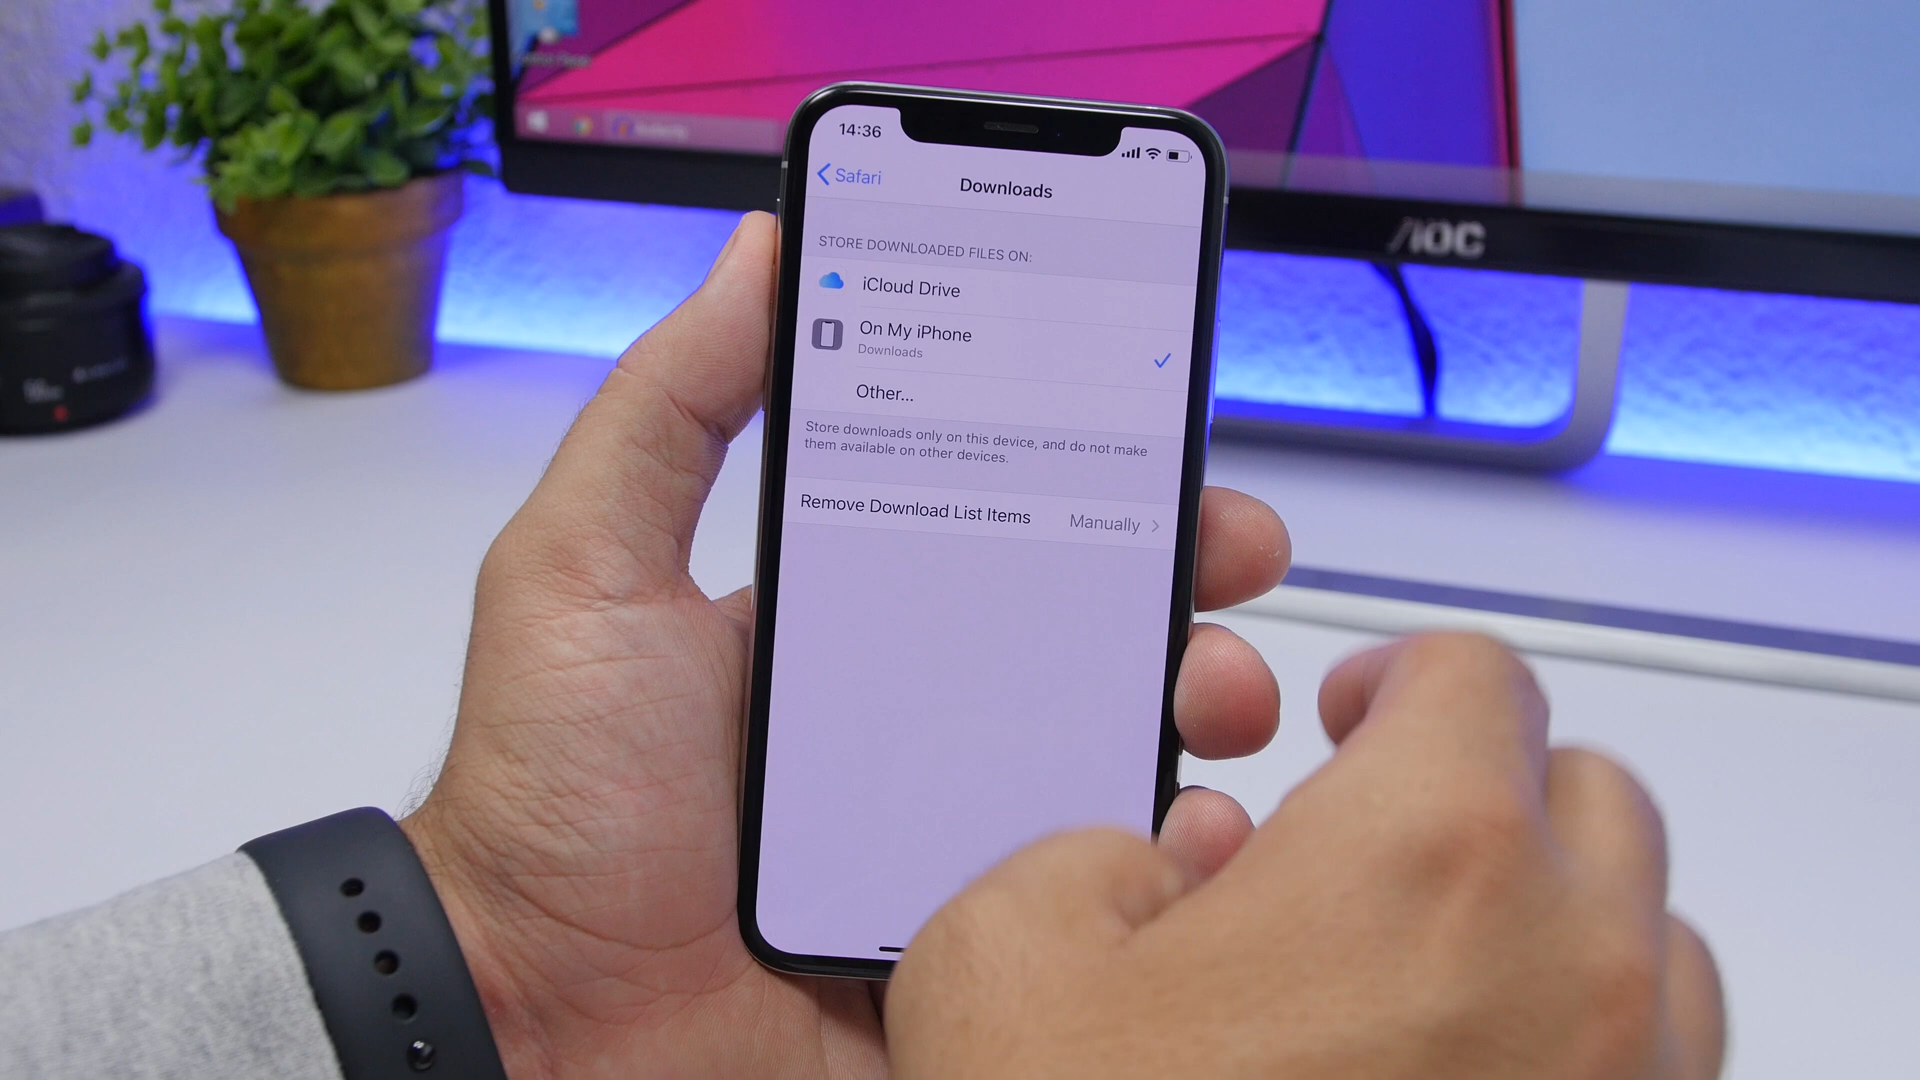 14:36
Safari
Downloads
STORE DOWNLOADED FILES ON:
iCloud Drive
On My iPhone
Downloads
Other...
Store downloads only on this device, and do not make
them available on other devices.
Remove Download List Items Manually
AOC